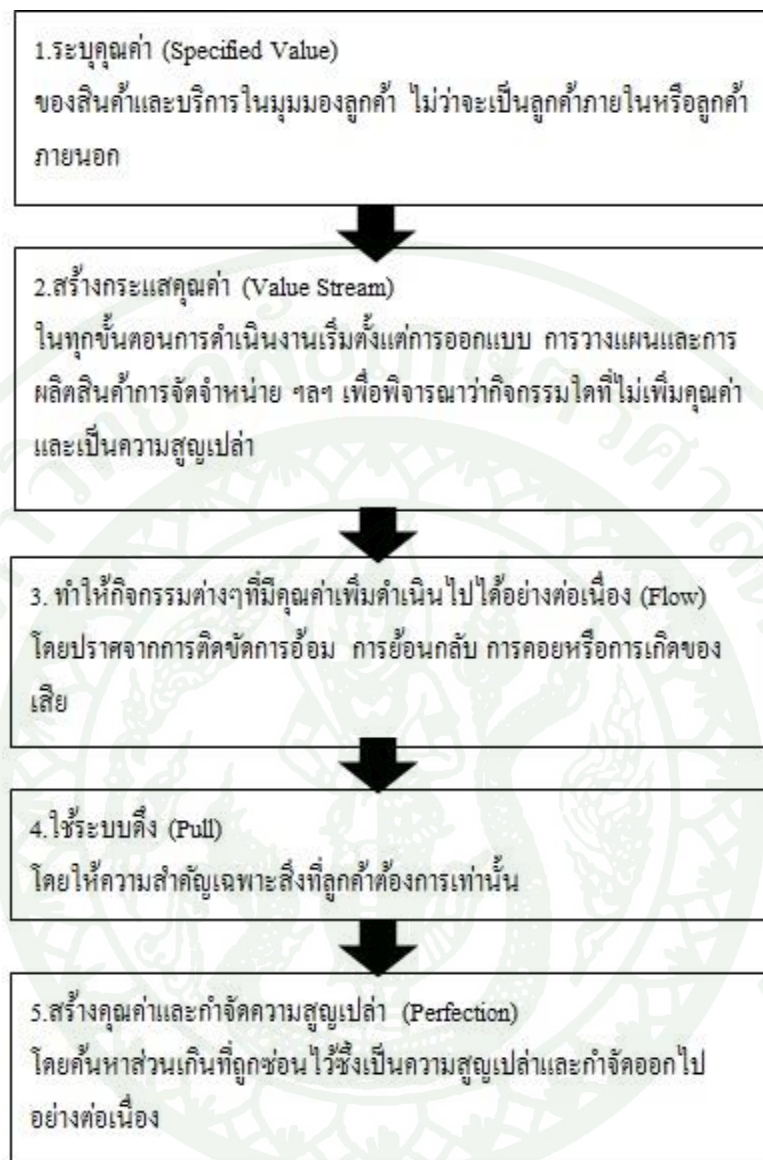 1.ระบุคุณค่า (Specified Value)
ของสินค้าและบริการในมุมมองลูกค้า ไม่ว่าจะเป็นลูกค้าภายในหรือลูกค้า
ภายนอก
2.สร้างกระแสคุณค่า (Value Stream)
ในทุกขั้นตอนการดำเนินงานเริ่มตั้งแต่การออกแบบ การวางแผนและการ
ผลิตสินค้าการจัดจำหน่าย ฯลฯ เพื่อพิจารณาว่ากิจกรรมใดที่ไม่เพิ่มคุณค่า
และเป็นความสูญเปล่า
3. ทำให้กิจกรรมต่างๆที่มีคุณค่าเพิ่มดำเนินไปได้อย่างต่อเนื่อง (Flow)
โดยปราศจากการติดขัดการอ้อม การย้อนกลับ การคอยหรือการเกิดของ
เสีย
4.ใช้ระบบดึง (Pull)
โดยให้ความสำคัญเฉพาะสิ่งที่ลูกค้าต้องการเท่านั้น
5.สร้างคุณค่าและกำจัดความสูญเปล่า (Perfection)
โดยค้นหาส่วนเกินที่ถูกซ่อนไว้ซึ่งเป็นความสูญเปล่าและกำจัดออกไป
อย่างต่อเนื่อง